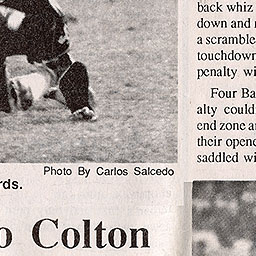 Photo By Carlos Salcedo
rds.
o Colton
back whiz
down and
a scramble
touchdown
penalty wi
Four Ba
alty could
end zone a
their opene
saddled wi